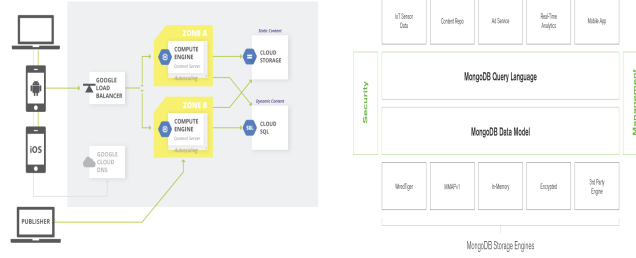 Static Content
ZONE A
COMPUTE
ENGINE
Content Server
Autoscaling
CLOUD
STORAGE
GOOGLE
LOAD
BALANCER
Dynamic Content
ZONE B
COMPUTE
ENGINE
Content Server
Autoscaling
SQL
CLOUD
SQL
iOS
GOOGLE
CLOUD
DNS
PUBLISHER
IoT Sensor
Data
Content Repo
Ad Service
Real-Time
Analytics
Mobile App
Security
MongoDB Query Language
MongoDB Data Model
Management
WiredTiger
MMAPv1
In-Memory
Encrypted
3rd Party
Engine
MongoDB Storage Engines